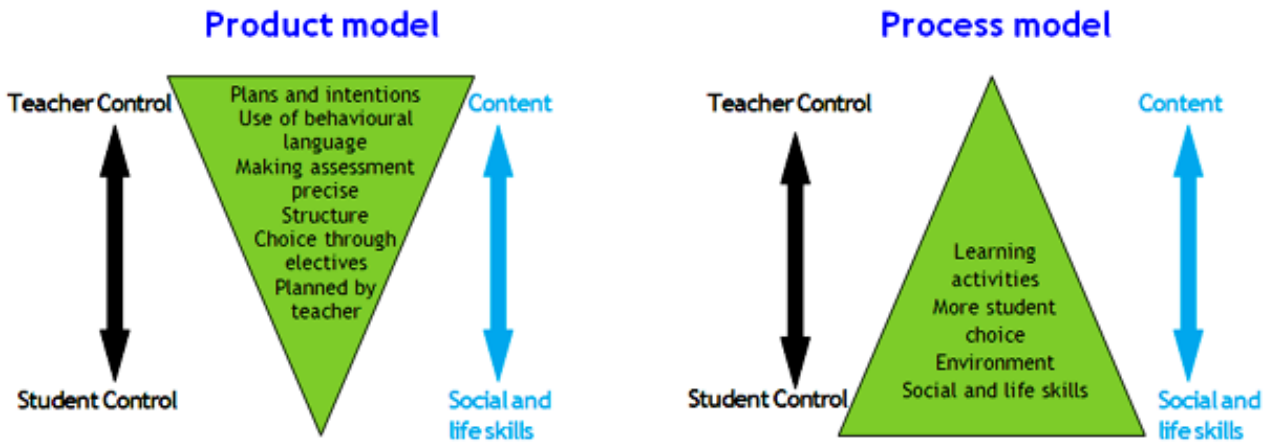 Product model
Teacher Control
Plans and intentions
Use of behavioural
language
Making assessment
precise
Structure
Choice through
electives
Planned by
teacher
Content
Student Control
Social and
life skills
Process model
Teacher Control
Content
Learning
activities
More student
choice
Environment
Social and life skills
Student Control
Social and
life skills